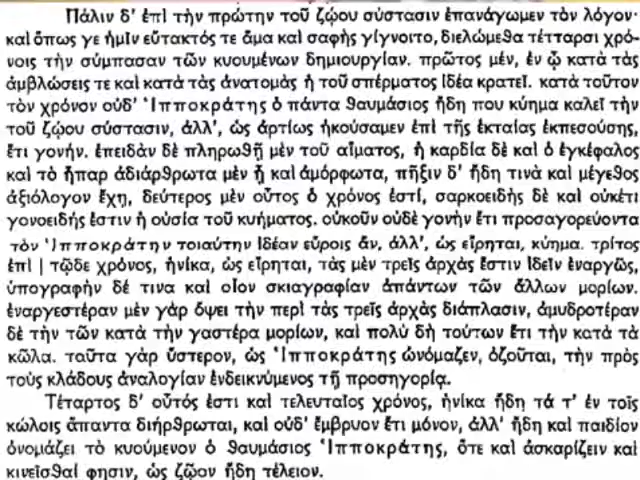 Πάλιν δ' ἐπὶ τὴν πρώτην τοῦ ζῴου σύστασιν ἐπανάγωμεν τὸν λόγον·
καὶ ὅπως γε ἡμῖν εὔτακτός τε ἅμα καὶ σαφὴς γίγνοιτο, διελώμεθα τέτταρσι χρό-
νοις τὴν σύμπασαν τῶν κυουμένων δημιουργίαν. πρῶτος μέν, ἐν ᾧ κατὰ τὰς
ἀμβλώσεις τε καὶ κατὰ τὰς ἀνατομὰς ἡ τοῦ σπέρματος ἰδέα κρατεῖ. κατὰ τοῦτον
τὸν χρόνον οὐδ' Ἱπποκράτης ὁ πάντα θαυμάσιος ἤδη που κύημα καλεῖ τὴν
τοῦ ζῴου σύστασιν, ἀλλ', ὡς ἀρτίως ἠκούσαμεν ἐπὶ τῆς ἑκταίας ἐκπεσούσης,
ἔτι γονήν. ἐπειδὰν δὲ πληρωθῇ μὲν τοῦ αἵματος, ἡ καρδία δὲ καὶ ὁ ἐγκέφαλος
καὶ τὸ ἧπαρ ἀδιάρθρωτα μὲν ᾖ καὶ ἀμόρφωτα, πῆξιν δ' ἤδη τινὰ καὶ μέγεθος
ἀξιόλογον ἔχῃ, δεύτερος μὲν οὗτος ὁ χρόνος ἐστί, σαρκοειδὴς δὲ καὶ οὐκέτι
γονοειδής ἐστιν ἡ οὐσία τοῦ κυήματος. οὐκοῦν οὐδὲ γονὴν ἔτι προσαγορεύοντα
τὸν Ἱπποκράτην τοιαύτην ἰδέαν εὕροις ἄν, ἀλλ', ὡς εἴρηται, κύημα. τρίτος
ἐπὶ | τῷδε χρόνος, ἡνίκα, ὡς εἴρηται, τὰς μὲν τρεῖς ἀρχὰς ἔστιν ἰδεῖν ἐναργῶς,
ὑπογραφὴν δέ τινα καὶ οἷον σκιαγραφίαν ἁπάντων τῶν ἄλλων μορίων.
ἐναργεστέραν μὲν γὰρ ὄψει τὴν περὶ τὰς τρεῖς ἀρχὰς διάπλασιν, ἀμυδροτέραν
δὲ τὴν τῶν κατὰ τὴν γαστέρα μορίων, καὶ πολὺ δὴ τούτων ἔτι τὴν κατὰ τὰ
κῶλα. ταῦτα γὰρ ὕστερον, ὡς Ἱπποκράτης ὠνόμαζεν, ὀζοῦται, τὴν πρὸς
τοὺς κλάδους ἀναλογίαν ἐνδεικνύμενος τῇ προσηγορίᾳ.
Τέταρτος δ' οὗτός ἐστι καὶ τελευταῖος χρόνος, ἡνίκα ἤδη τά τ' ἐν τοῖς
κώλοις ἅπαντα διήρθρωται, καὶ οὐδ' ἔμβρυον ἔτι μόνον, ἀλλ' ἤδη καὶ παιδίον
ὀνομάζει τὸ κυούμενον ὁ θαυμάσιος Ἱπποκράτης, ὅτε καὶ ἀσκαρίζειν καὶ
κινεῖσθαί φησιν, ὡς ζῷον ἤδη τέλειον.